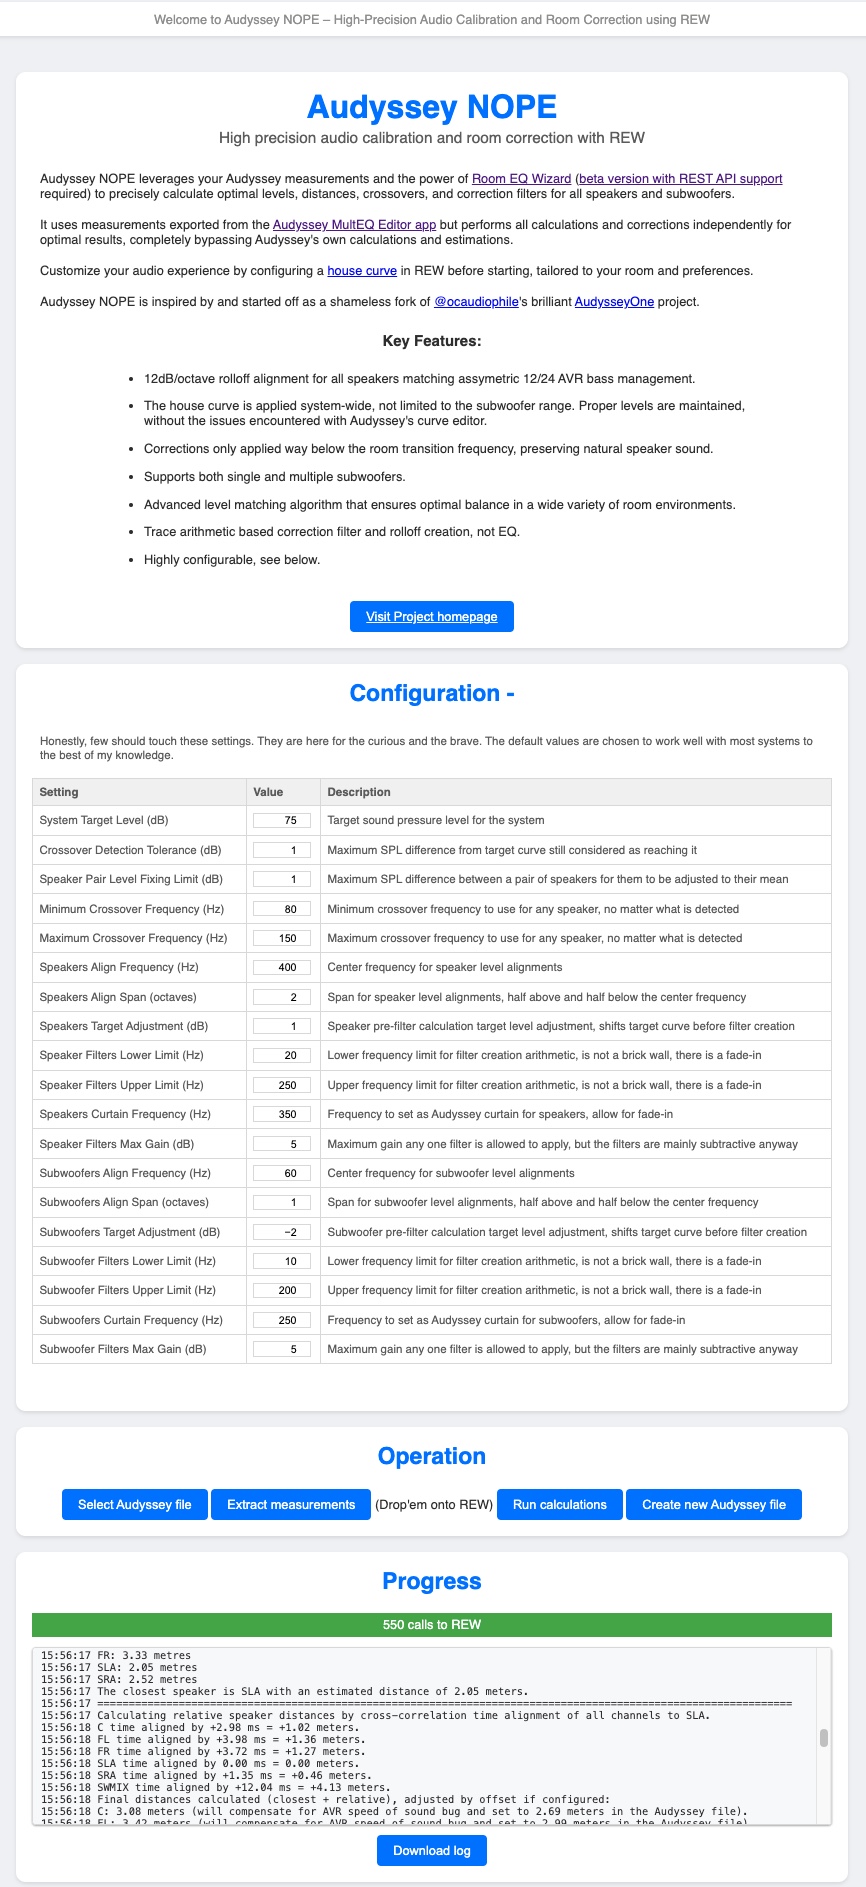 Welcome to Audyssey NOPE – High-Precision Audio Calibration and Room Correction using REW
Audyssey NOPE
High precision audio calibration and room correction with REW
Audyssey NOPE leverages your Audyssey measurements and the power of Room EQ Wizard (beta version with REST API support
required) to precisely calculate optimal levels, distances, crossovers, and correction filters for all speakers and subwoofers.
It uses measurements exported from the Audyssey MultEQ Editor app but performs all calculations and corrections independently for
optimal results, completely bypassing Audyssey's own calculations and estimations.
Customize your audio experience by configuring a house curve in REW before starting, tailored to your room and preferences.
Audyssey NOPE is inspired by and started off as a shameless fork of @ocaudiophile's brilliant AudysseyOne project.
Key Features:
• 12dB/octave rolloff alignment for all speakers matching assymetric 12/24 AVR bass management.
• The house curve is applied system-wide, not limited to the subwoofer range. Proper levels are maintained,
without the issues encountered with Audyssey's curve editor.
• Corrections only applied way below the room transition frequency, preserving natural speaker sound.
• Supports both single and multiple subwoofers.
• Advanced level matching algorithm that ensures optimal balance in a wide variety of room environments.
• Trace arithmetic based correction filter and rolloff creation, not EQ.
• Highly configurable, see below.
Visit Project homepage
Configuration -
Honestly, few should touch these settings. They are here for the curious and the brave. The default values are chosen to work well with most systems to
the best of my knowledge.
Setting Value Description
System Target Level (dB) 75 Target sound pressure level for the system
Crossover Detection Tolerance (dB) 1 Maximum SPL difference from target curve still considered as reaching it
Speaker Pair Level Fixing Limit (dB) 1 Maximum SPL difference between a pair of speakers for them to be adjusted to their mean
Minimum Crossover Frequency (Hz) 80 Minimum crossover frequency to use for any speaker, no matter what is detected
Maximum Crossover Frequency (Hz) 150 Maximum crossover frequency to use for any speaker, no matter what is detected
Speakers Align Frequency (Hz) 400 Center frequency for speaker level alignments
Speakers Align Span (octaves) 2 Span for speaker level alignments, half above and half below the center frequency
Speakers Target Adjustment (dB) 1 Speaker pre-filter calculation target level adjustment, shifts target curve before filter creation
Speaker Filters Lower Limit (Hz) 20 Lower frequency limit for filter creation arithmetic, is not a brick wall, there is a fade-in
Speaker Filters Upper Limit (Hz) 250 Upper frequency limit for filter creation arithmetic, is not a brick wall, there is a fade-in
Speakers Curtain Frequency (Hz) 350 Frequency to set as Audyssey curtain for speakers, allow for fade-in
Speaker Filters Max Gain (dB) 5 Maximum gain any one filter is allowed to apply, but the filters are mainly subtractive anyway
Subwoofers Align Frequency (Hz) 60 Center frequency for subwoofer level alignments
Subwoofers Align Span (octaves) 1 Span for subwoofer level alignments, half above and half below the center frequency
Subwoofers Target Adjustment (dB) −2 Subwoofer pre-filter calculation target level adjustment, shifts target curve before filter creation
Subwoofer Filters Lower Limit (Hz) 10 Lower frequency limit for filter creation arithmetic, is not a brick wall, there is a fade-in
Subwoofer Filters Upper Limit (Hz) 200 Upper frequency limit for filter creation arithmetic, is not a brick wall, there is a fade-in
Subwoofers Curtain Frequency (Hz) 250 Frequency to set as Audyssey curtain for subwoofers, allow for fade-in
Subwoofer Filters Max Gain (dB) 5 Maximum gain any one filter is allowed to apply, but the filters are mainly subtractive anyway
Operation
Select Audyssey file Extract measurements (Drop'em onto REW) Run calculations Create new Audyssey file
Progress
550 calls to REW
15:56:17 FR: 3.33 metres
15:56:17 SLA: 2.05 metres
15:56:17 SRA: 2.52 metres
15:56:17 The closest speaker is SLA with an estimated distance of 2.05 meters.
15:56:17 ==============================================================================================================
15:56:17 Calculating relative speaker distances by cross-correlation time alignment of all channels to SLA.
15:56:18 C time aligned by +2.98 ms = +1.02 meters.
15:56:18 FL time aligned by +3.98 ms = +1.36 meters.
15:56:18 FR time aligned by +3.72 ms = +1.27 meters.
15:56:18 SLA time aligned by 0.00 ms = 0.00 meters.
15:56:18 SRA time aligned by +1.35 ms = +0.46 meters.
15:56:18 SWMIX time aligned by +12.04 ms = +4.13 meters.
15:56:18 Final distances calculated (closest + relative), adjusted by offset if configured:
15:56:18 C: 3.08 meters (will compensate for AVR speed of sound bug and set to 2.69 meters in the Audyssey file).
15:56:18 FL: 3.42 meters (will compensate for AVR speed of sound bug and set to 2.99 meters in the Audyssey file).
Download log